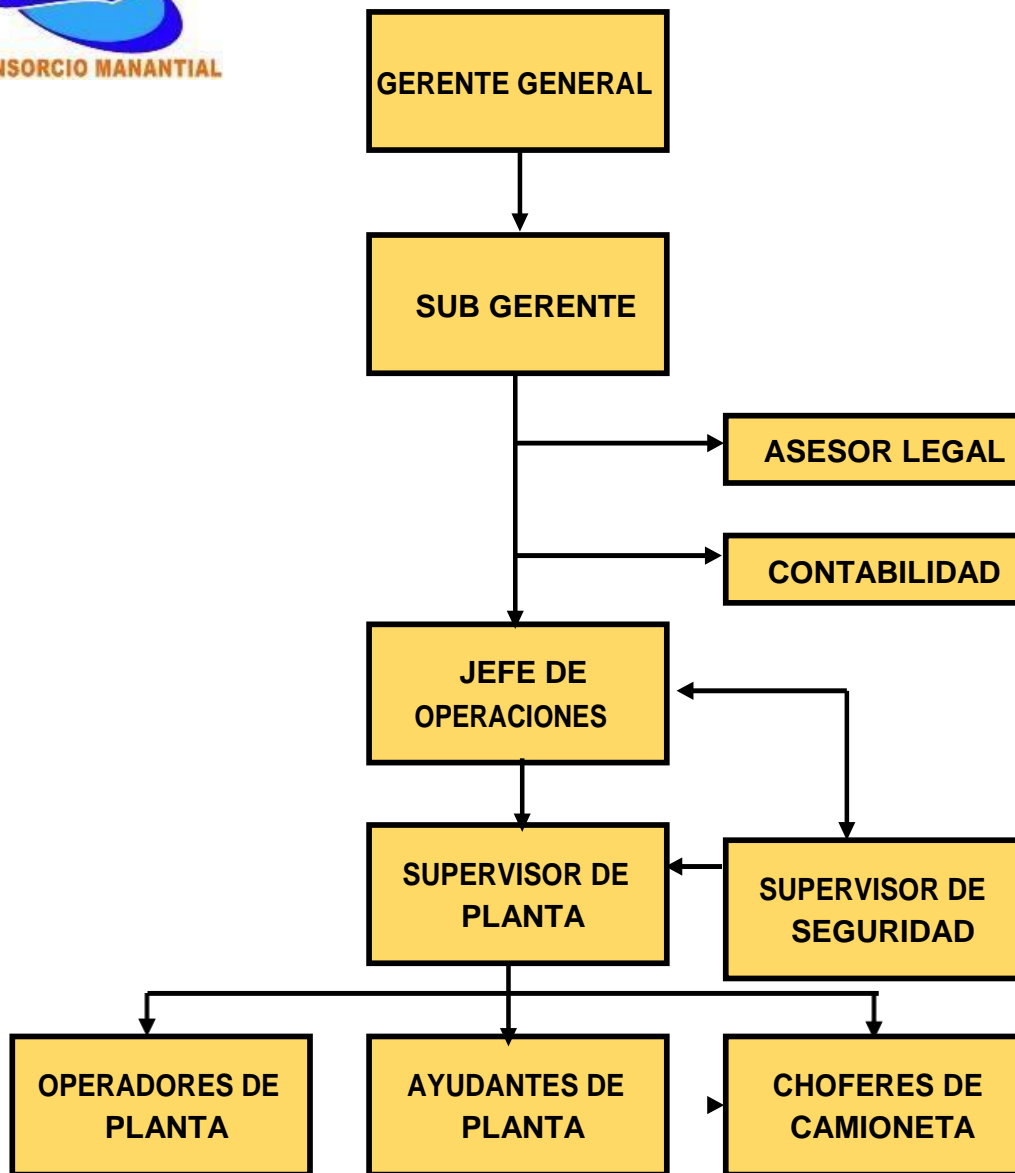 NSORCIO MANANTIAL
GERENTE GENERAL
SUB GERENTE
ASESOR LEGAL
CONTABILIDAD
JEFE DE
OPERACIONES
SUPERVISOR DE
PLANTA
SUPERVISOR DE
SEGURIDAD
OPERADORES DE
PLANTA
AYUDANTES DE
PLANTA
CHOFERES DE
CAMIONETA